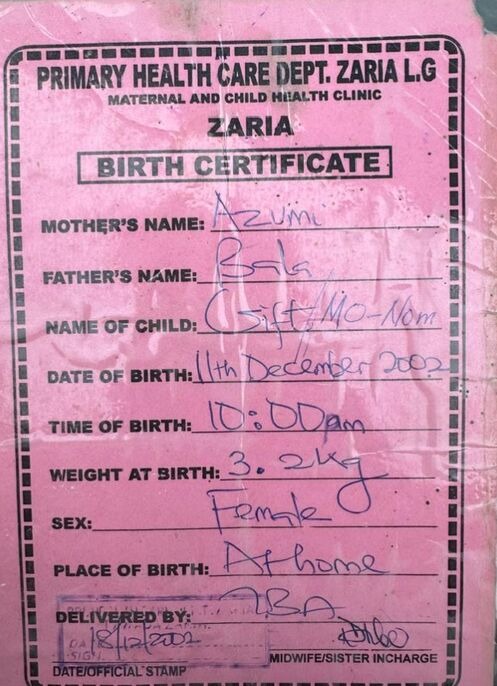 PRIMARY HEALTH CARE DEPT. ZARIA L.G
MATERNAL AND CHILD HEALTH CLINIC
ZARIA
BIRTH CERTIFICATE
MOTHER'S NAME: Azumi
FATHER'S NAME: Bala
NAME OF CHILD: Gift/MO-Nom
DATE OF BIRTH: 11th December 2002
TIME OF BIRTH: 10:00am
WEIGHT AT BIRTH: 3.2kg
SEX: Female
PLACE OF BIRTH: At home
DELIVERED BY: TBA
18/12/2002
SIGN
MIDWIFE/SISTER INCHARGE
DATE/OFFICIAL STAMP